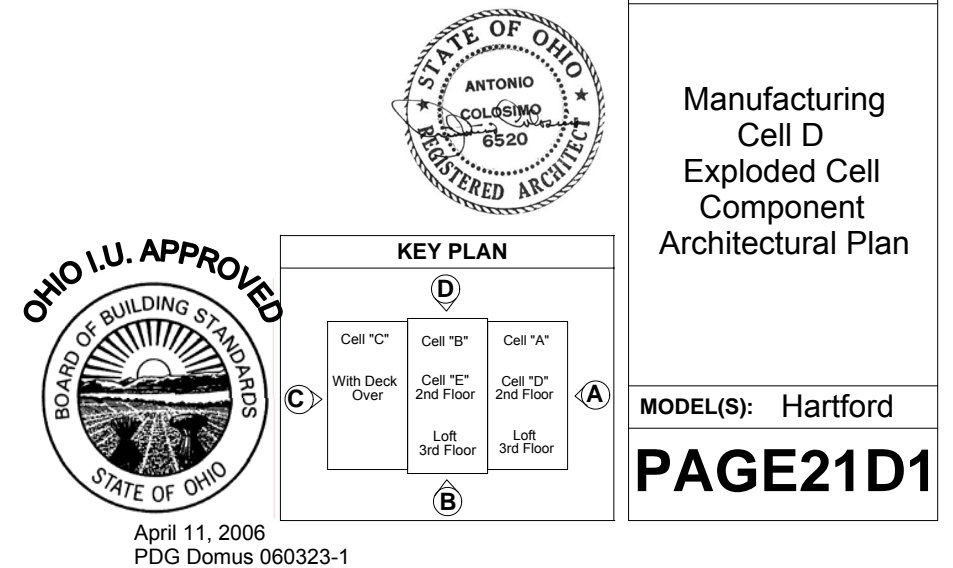 STATE OF OHIO
ANTONIO
COLOSIMO
6520
REGISTERED ARCHITECT
Manufacturing
Cell D
Exploded Cell
Component
Architectural Plan
OHIO I.U. APPROVED
BOARD OF BUILDING STANDARDS
STATE OF OHIO
KEY PLAN
D
Cell "C"
Cell "B"
Cell "A"
With Deck
Over
Cell "E"
2nd Floor
Cell "D"
2nd Floor
C
A
Loft
3rd Floor
Loft
3rd Floor
B
MODEL(S): Hartford
PAGE21D1
April 11, 2006
PDG Domus 060323-1